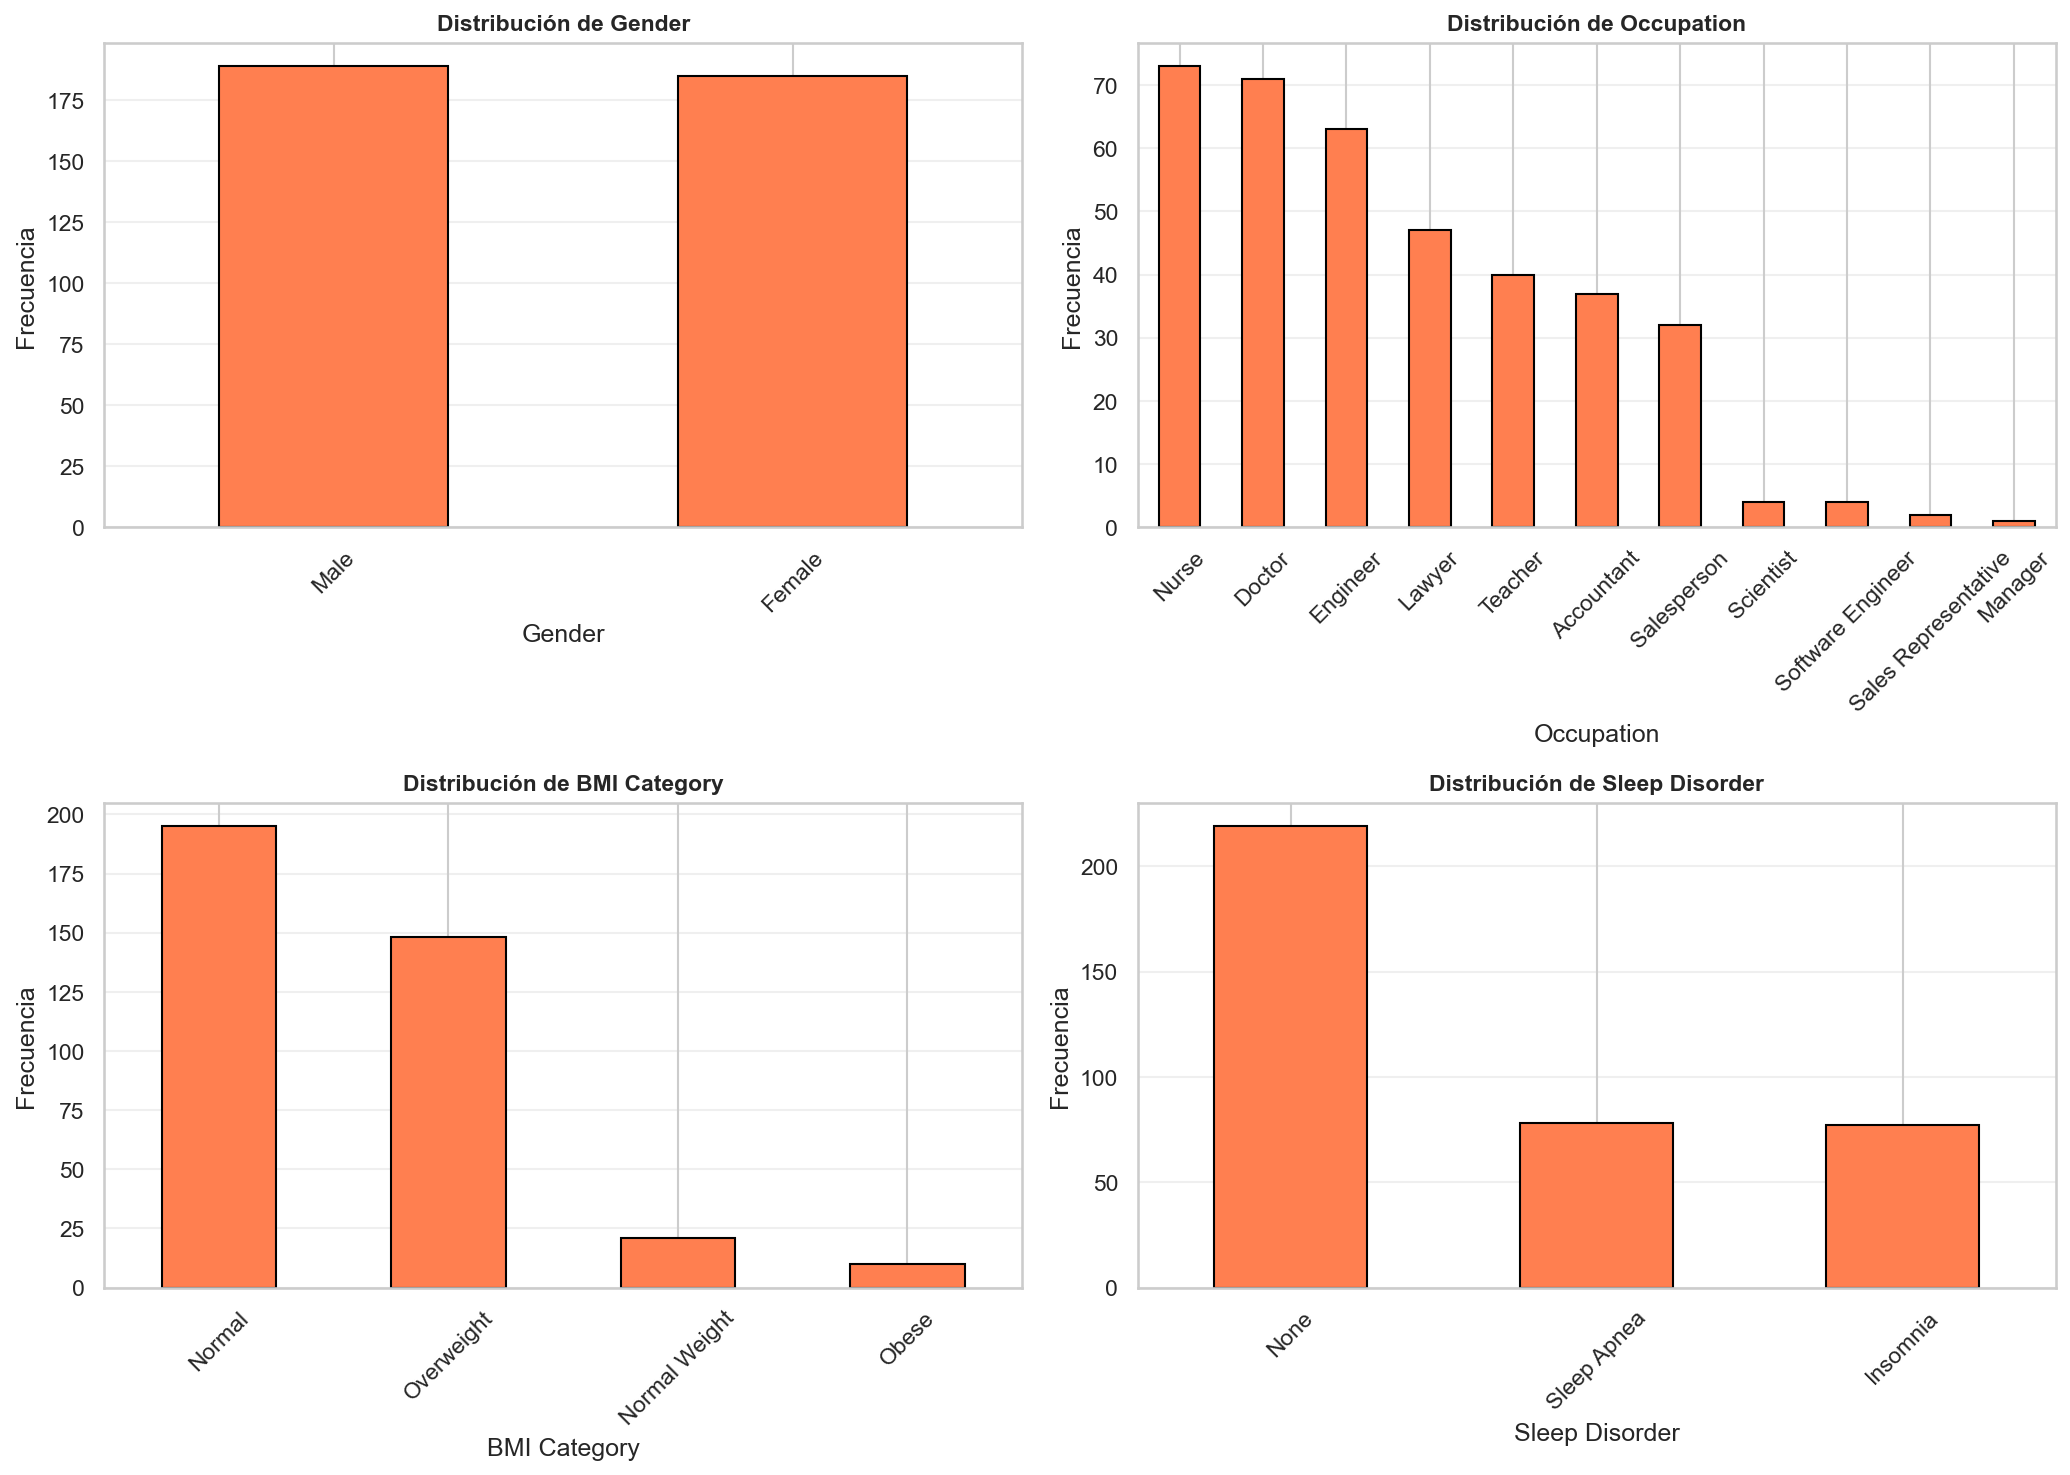 Distribución de Gender
Frecuencia
175
150
125
100
75
50
25
0
Male
Female
Gender
Distribución de Occupation
Frecuencia
70
60
50
40
30
20
10
0
Nurse
Doctor
Engineer
Lawyer
Teacher
Accountant
Salesperson
Scientist
Software Engineer
Sales Representative
Manager
Occupation
Distribución de BMI Category
Frecuencia
200
175
150
125
100
75
50
25
0
Normal
Overweight
Normal Weight
Obese
BMI Category
Distribución de Sleep Disorder
Frecuencia
200
150
100
50
0
None
Sleep Apnea
Insomnia
Sleep Disorder